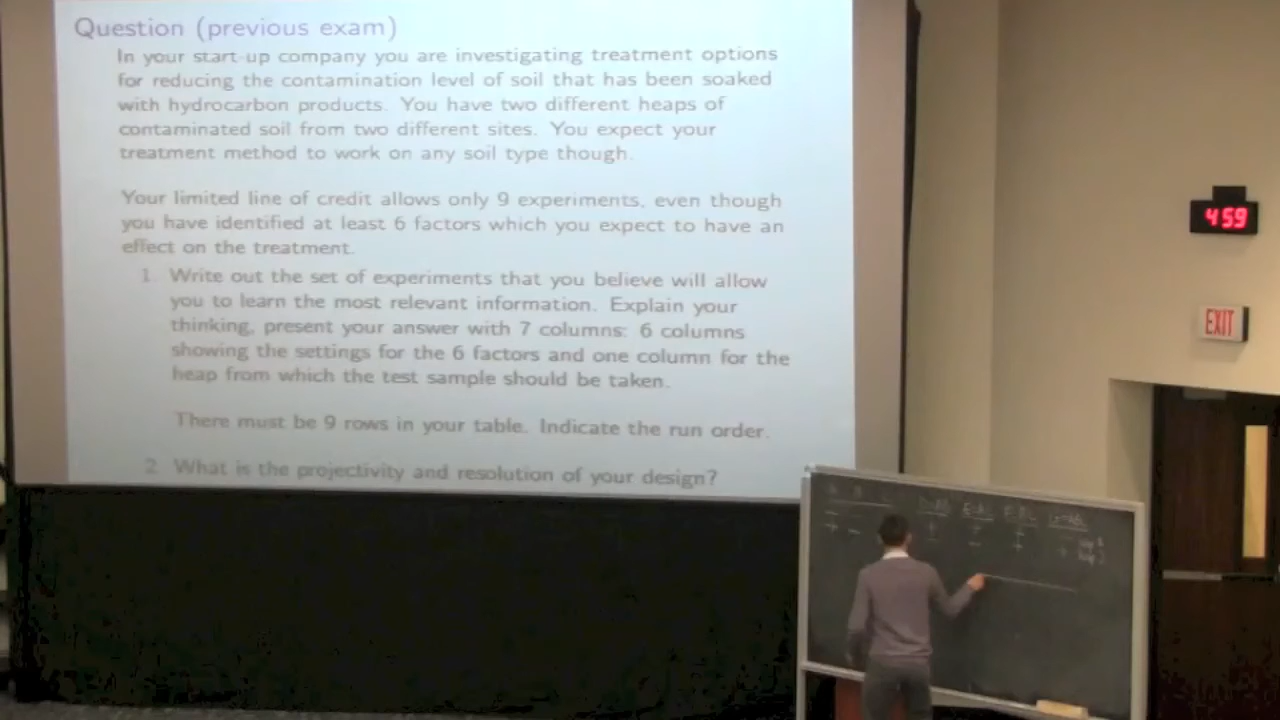 Question (previous exam)
In your start up company you are investigating treatment options
for reducing the contamination level of soil that has been soaked
with hydrocarbon products. You have two different heaps of
contaminated soil from two different sites. You expect your
treatment method to work on any soil type though.
Your limited line of credit allows only 9 experiments, even though
you have identified at least 6 factors which you expect to have an
effect on the treatment.
1. Write out the set of experiments that you believe will allow
you to learn the most relevant information. Explain your
thinking, present your answer with 7 columns: 6 columns
showing the settings for the 6 factors and one column for the
heap from which the test sample should be taken.
There must be 9 rows in your table. Indicate the run order.
2. What is the projectivity and resolution of your design?
4 59
EXIT